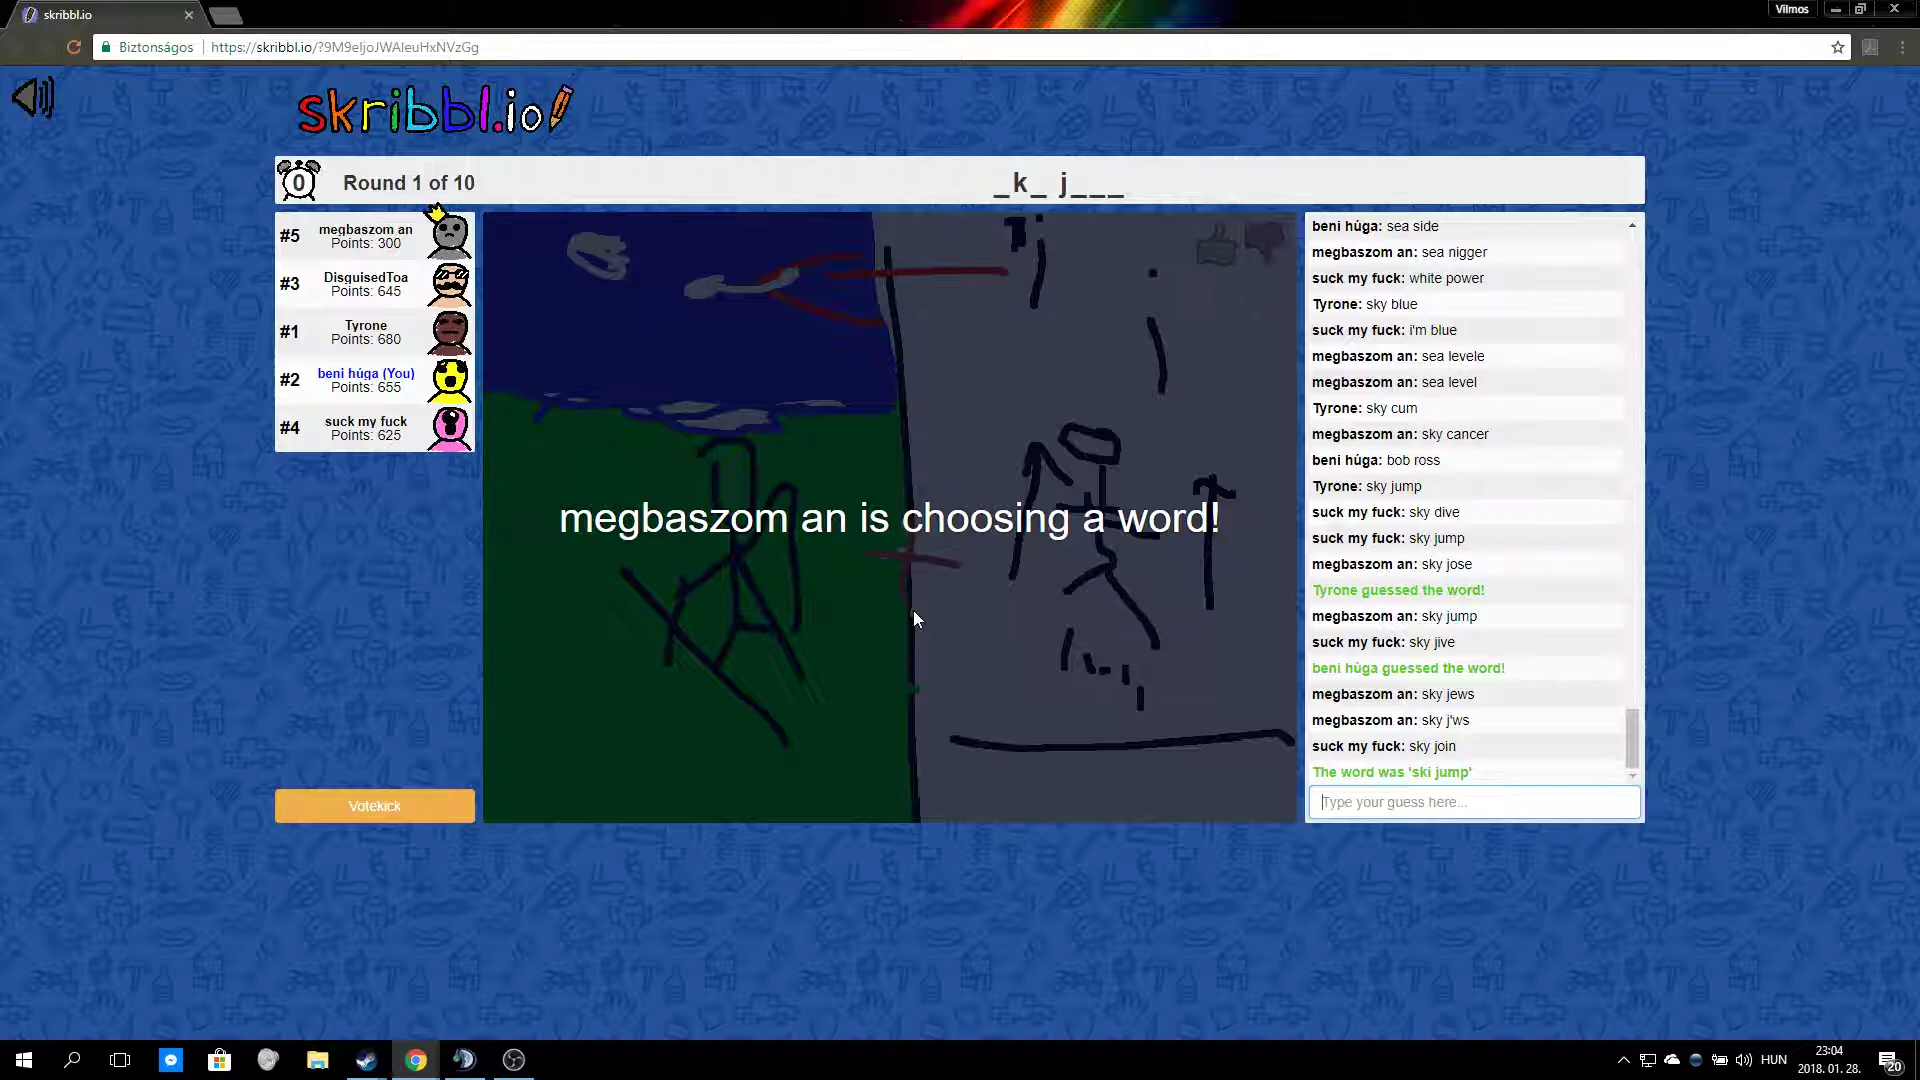 skribbl.io
Vilmos
Biztonságos
https://skribbl.io/?9M9eIjoJWAleuHxNVzGg
skribbl.io
0
Round 1 of 10
_k_ j___
#5
megbaszom an
Points: 300
#3
DisguisedToa
Points: 645
#1
Tyrone
Points: 680
#2
beni húga (You)
Points: 655
#4
suck my fuck
Points: 625
Votekick
megbaszom an is choosing a word!
beni húga: sea side
megbaszom an: sea nigger
suck my fuck: white power
Tyrone: sky blue
suck my fuck: i'm blue
megbaszom an: sea levele
megbaszom an: sea level
Tyrone: sky cum
megbaszom an: sky cancer
beni húga: bob ross
Tyrone: sky jump
suck my fuck: sky dive
suck my fuck: sky jump
megbaszom an: sky jose
Tyrone guessed the word!
megbaszom an: sky jump
suck my fuck: sky jive
beni húga guessed the word!
megbaszom an: sky jews
megbaszom an: sky j'ws
suck my fuck: sky join
The word was 'ski jump'
Type your guess here...
HUN
23:04
2018. 01. 28.
20